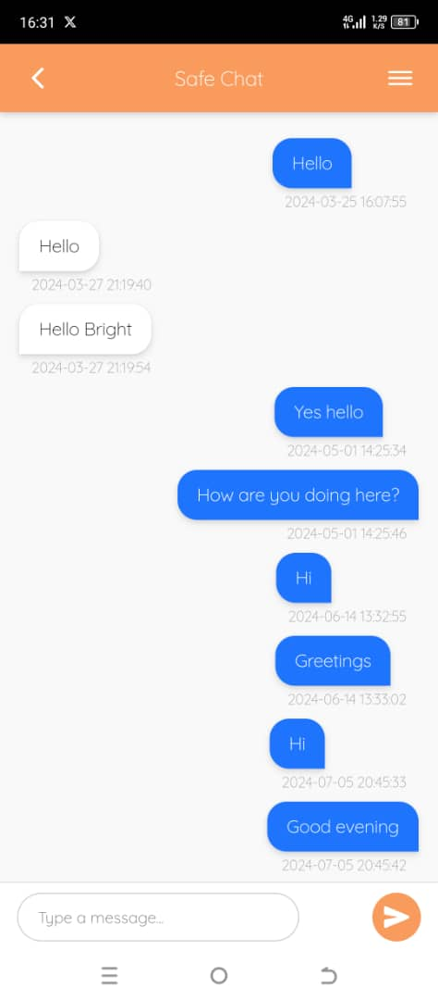 16:31 X 4G 1.29 K/S 81
Safe Chat
Hello
2024-03-25 16:07:55
Hello
2024-03-27 21:19:40
Hello Bright
2024-03-27 21:19:54
Yes hello
2024-05-01 14:25:34
How are you doing here?
2024-05-01 14:25:46
Hi
2024-06-14 13:32:55
Greetings
2024-06-14 13:33:02
Hi
2024-07-05 20:45:33
Good evening
2024-07-05 20:45:42
Type a message...